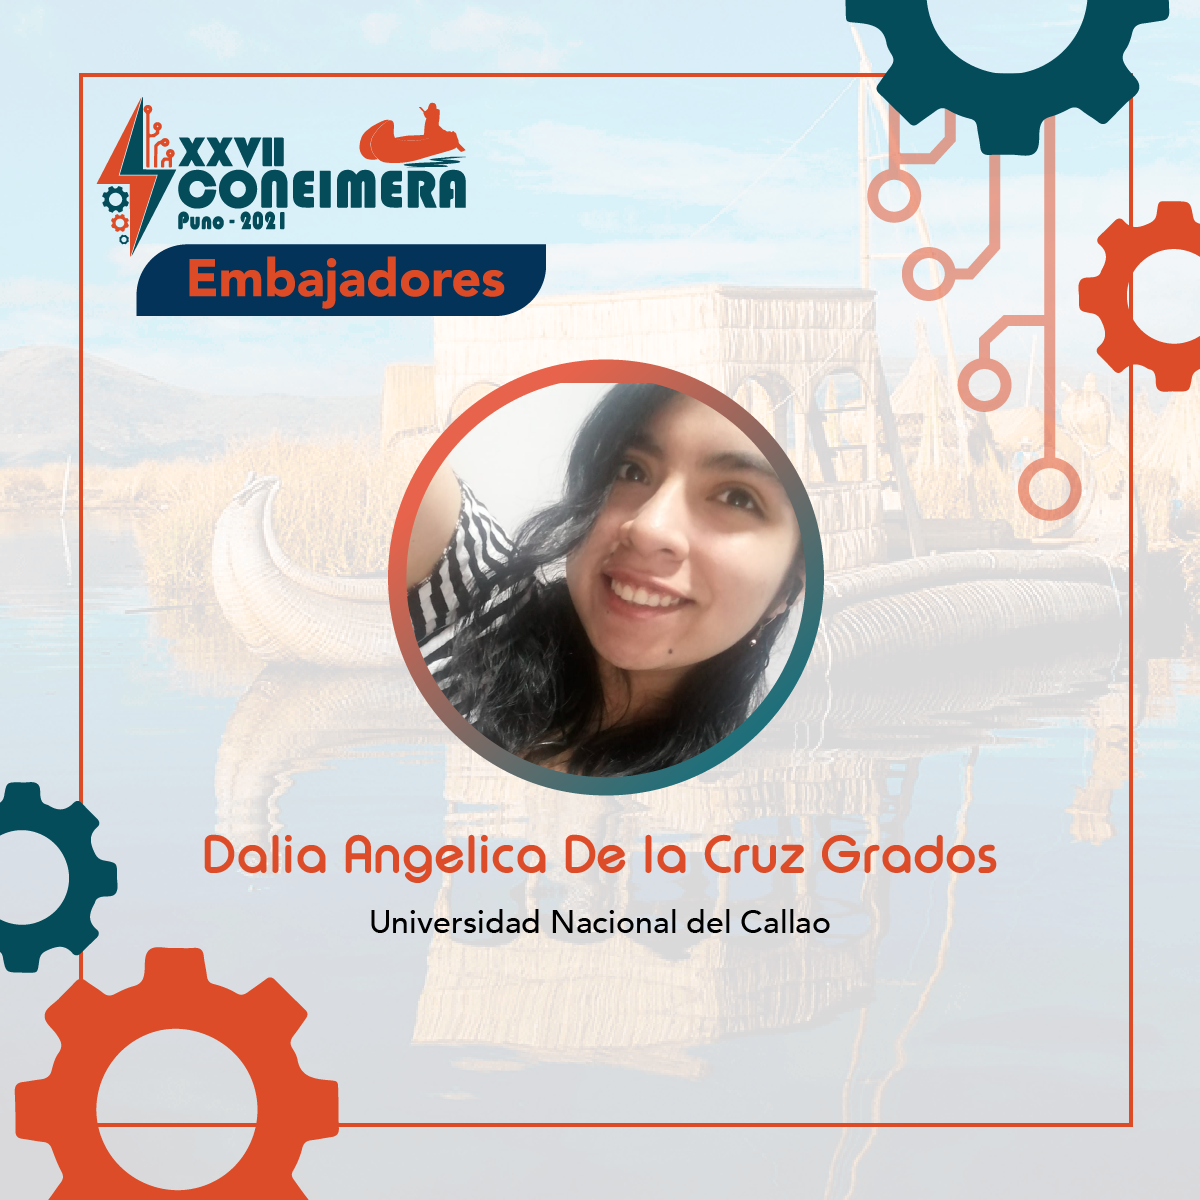 XXVII
CONEIMERA
Puno - 2021
Embajadores
Dalia Angelica De la Cruz Grados
Universidad Nacional del Callao